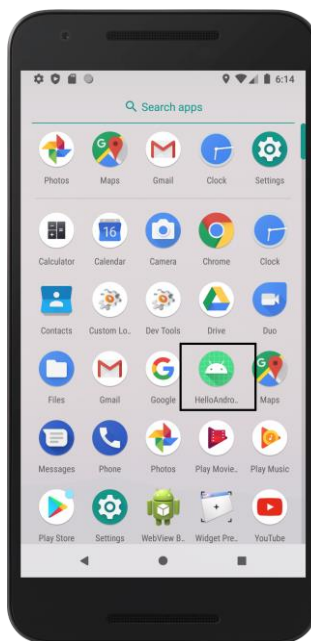 6:14
Search apps
Photos Maps Gmail Clock Settings
Calculator 16 Calendar Camera Chrome Clock
Contacts Custom Lo.. Dev Tools Drive Duo
Files Gmail Google HelloAndro.. Maps
Messages Phone Photos Play Movie.. Play Music
Play Store Settings WebView B.. Widget Pre.. YouTube